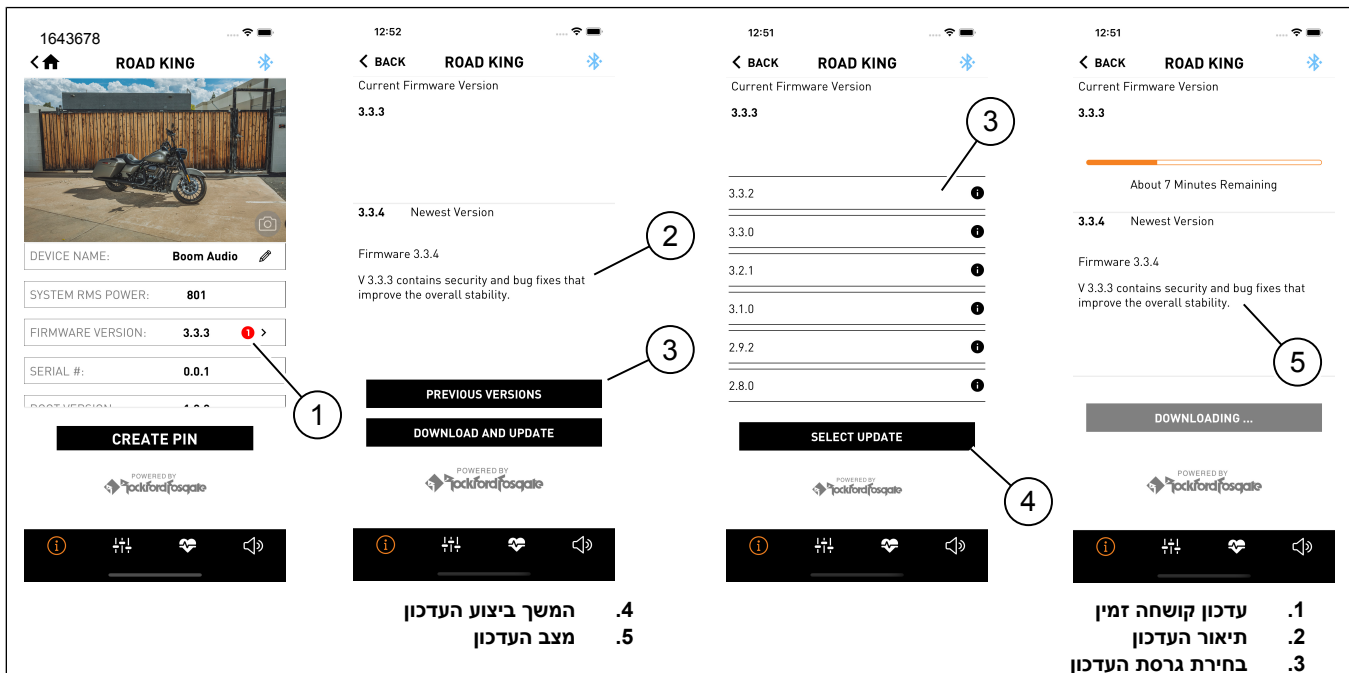 1643678
ROAD KING
DEVICE NAME: Boom Audio
SYSTEM RMS POWER: 801
FIRMWARE VERSION: 3.3.3 1
SERIAL #: 0.0.1
1
CREATE PIN
POWERED BY
Rockford Fosgate
12:52
BACK ROAD KING
Current Firmware Version
3.3.3
3.3.4 Newest Version
2
Firmware 3.3.4
V 3.3.3 contains security and bug fixes that
improve the overall stability.
3
PREVIOUS VERSIONS
DOWNLOAD AND UPDATE
POWERED BY
Rockford Fosgate
12:51
BACK ROAD KING
Current Firmware Version
3.3.3
3
3.3.2
3.3.0
3.2.1
3.1.0
2.9.2
2.8.0
SELECT UPDATE
4
POWERED BY
Rockford Fosgate
12:51
BACK ROAD KING
Current Firmware Version
3.3.3
About 7 Minutes Remaining
3.3.4 Newest Version
Firmware 3.3.4
V 3.3.3 contains security and bug fixes that
improve the overall stability.
5
DOWNLOADING ...
POWERED BY
Rockford Fosgate
1. עדכון קושחה זמין
2. תיאור העדכון
3. בחירת גרסת העדכון
4. המשך ביצוע העדכון
5. מצב העדכון